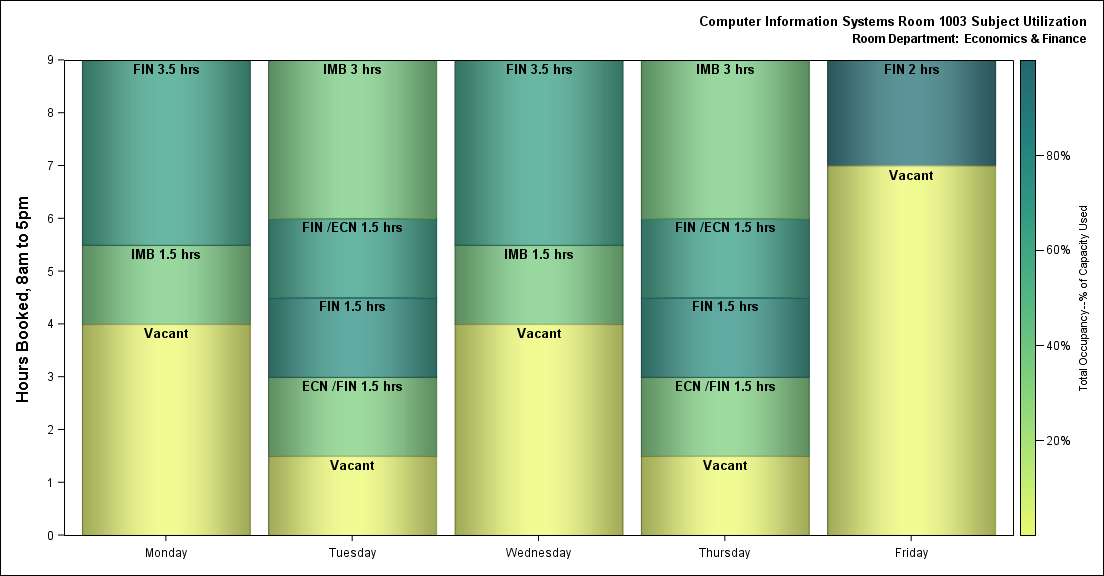 Computer Information Systems Room 1003 Subject Utilization
Room Department: Economics & Finance
Hours Booked, 8am to 5pm
9
8
7
6
5
4
3
2
1
0
FIN 3.5 hrs
IMB 1.5 hrs
Vacant
IMB 3 hrs
FIN /ECN 1.5 hrs
FIN 1.5 hrs
ECN /FIN 1.5 hrs
Vacant
FIN 3.5 hrs
IMB 1.5 hrs
Vacant
IMB 3 hrs
FIN /ECN 1.5 hrs
FIN 1.5 hrs
ECN /FIN 1.5 hrs
Vacant
FIN 2 hrs
Vacant
Monday
Tuesday
Wednesday
Thursday
Friday
80%
60%
40%
20%
Total Occupancy--% of Capacity Used